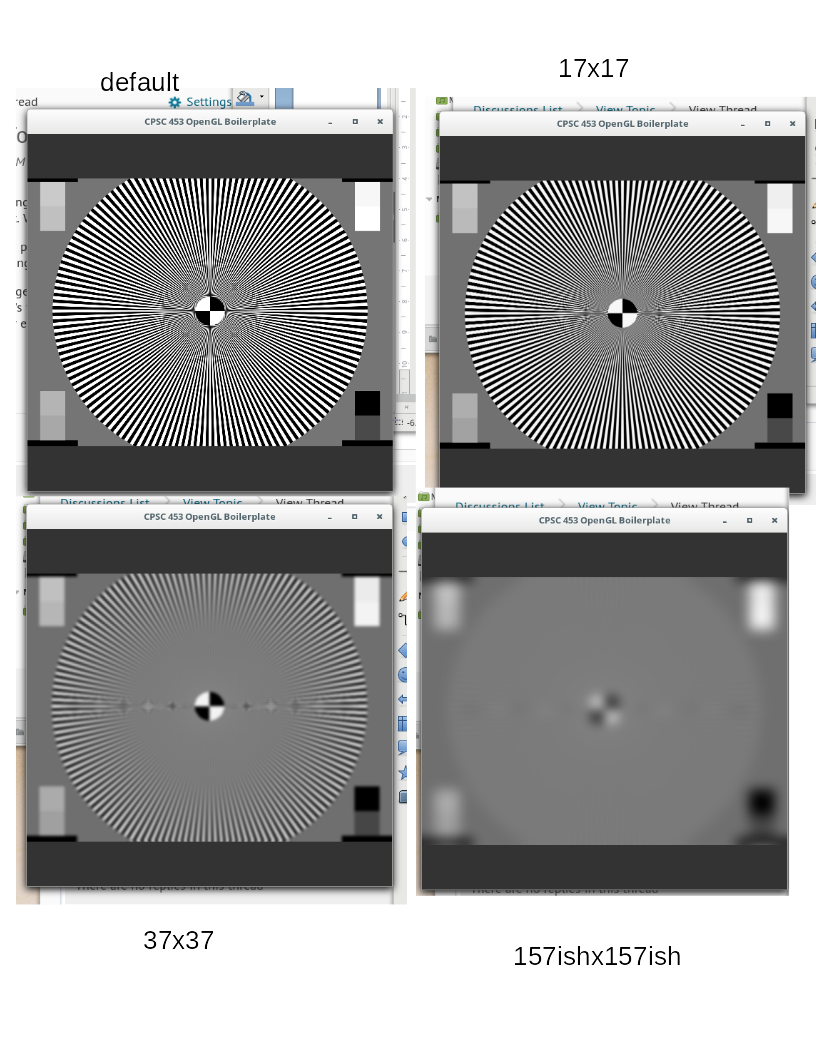 default
17x17
read
Settings
CPSC 453 OpenGL Boilerplate
Discussions List
View Topic
View Thread
CPSC 453 OpenGL Boilerplate
Discussions List
View Topic
View Thread
Discussions List
View Topic
View Thread
CPSC 453 OpenGL Boilerplate
CPSC 453 OpenGL Boilerplate
There are no replies in this thread
There are no replies in this thread
37x37
157ishx157ish